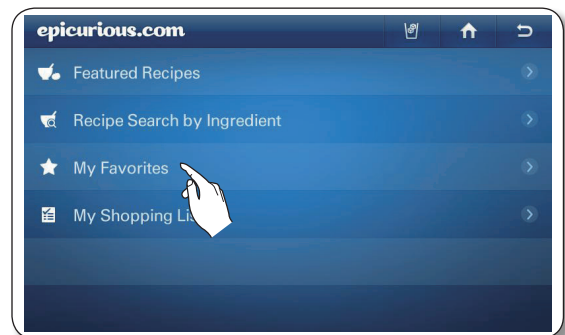 epicurious.com
Featured Recipes
Recipe Search by Ingredient
My Favorites
My Shopping Lis